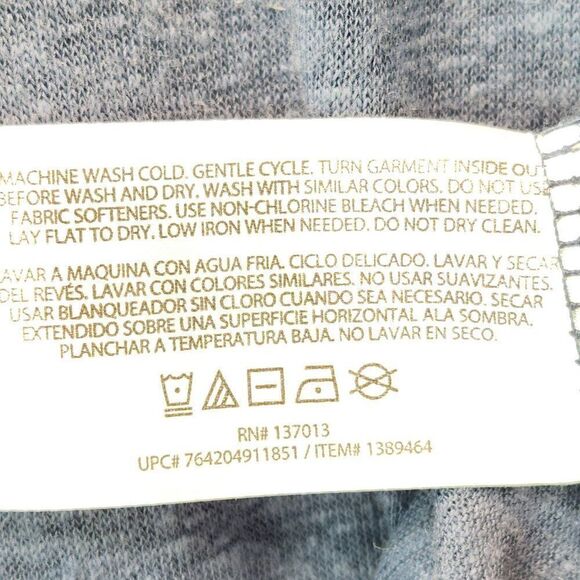 MACHINE WASH COLD. GENTLE CYCLE. TURN GARMENT INSIDE OUT
BEFORE WASH AND DRY. WASH WITH SIMILAR COLORS. DO NOT USE
FABRIC SOFTENERS. USE NON-CHLORINE BLEACH WHEN NEEDED.
LAY FLAT TO DRY. LOW IRON WHEN NEEDED. DO NOT DRY CLEAN.
LAVAR A MAQUINA CON AGUA FRIA. CICLO DELICADO. LAVAR Y SECAR
DEL REVÉS. LAVAR CON COLORES SIMILARES. NO USAR SUAVIZANTES.
USAR BLANQUEADOR SIN CLORO CUANDO SEA NECESARIO. SECAR
EXTENDIDO SOBRE UNA SUPERFICIE HORIZONTAL ALA SOMBRA.
PLANCHAR A TEMPERATURA BAJA. NO LAVAR EN SECO.
RN# 137013
UPC# 764204911851 / ITEM# 1389464